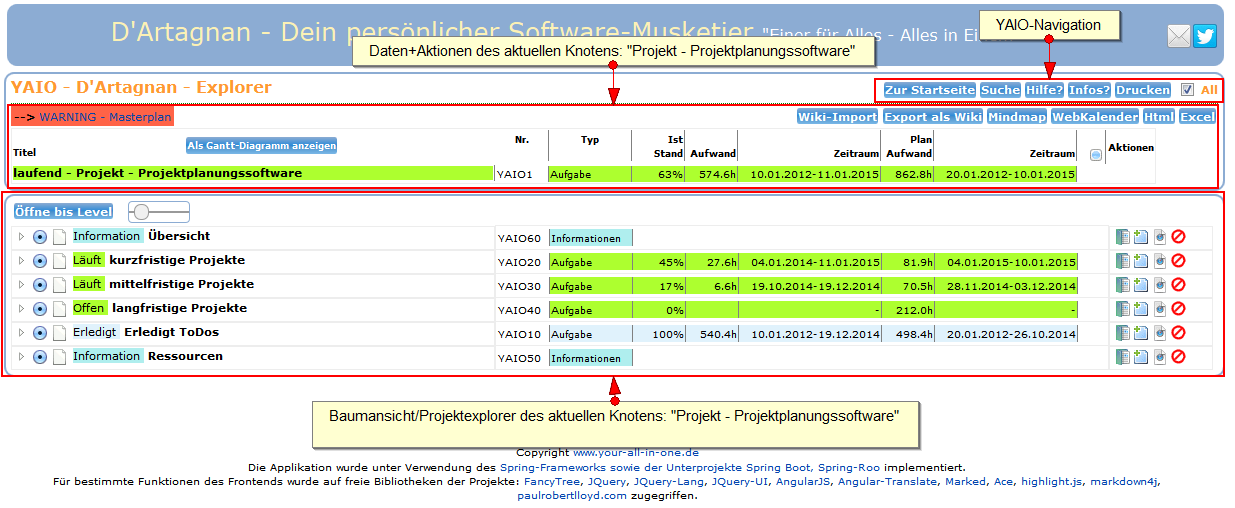 D'Artagnan - Dein persönlicher Software-Musketier "Einer für Alles - Alles in
YAIO-Navigation
Daten+Aktionen des aktuellen Knotens: "Projekt - Projektplanungssoftware"
YAIO - D'Artagnan - Explorer
Zur Startseite Suche Hilfe? Infos? Drucken All
--> WARNING - Masterplan
Wiki-Import Export als Wiki Mindmap WebKalender Html Excel
Titel Als Gantt-Diagramm anzeigen Nr. Typ Ist Stand Aufwand Zeitraum Plan Aufwand Zeitraum Aktionen
laufend - Projekt - Projektplanungssoftware YAIO1 Aufgabe 63% 574.6h 10.01.2012-11.01.2015 862.8h 20.01.2012-10.01.2015
Öffne bis Level
Information Übersicht YAIO60 Informationen
Läuft kurzfristige Projekte YAIO20 Aufgabe 45% 27.6h 04.01.2014-11.01.2015 81.9h 04.01.2015-10.01.2015
Läuft mittelfristige Projekte YAIO30 Aufgabe 17% 6.6h 19.10.2014-19.12.2014 70.5h 28.11.2014-03.12.2014
Offen langfristige Projekte YAIO40 Aufgabe 0% - 212.0h -
Erledigt Erledigt ToDos YAIO10 Aufgabe 100% 540.4h 10.01.2012-19.12.2014 498.4h 20.01.2012-26.10.2014
Information Ressourcen YAIO50 Informationen
Baumansicht/Projektexplorer des aktuellen Knotens: "Projekt - Projektplanungssoftware"
Copyright www.your-all-in-one.de
Die Applikation wurde unter Verwendung des Spring-Frameworks sowie der Unterprojekte Spring Boot, Spring-Roo implementiert.
Für bestimmte Funktionen des Frontends wurde auf freie Bibliotheken der Projekte: FancyTree, JQuery, JQuery-Lang, JQuery-UI, AngularJS, Angular-Translate, Marked, Ace, highlight.js, markdown4j,
paulrobertlloyd.com zugegriffen.